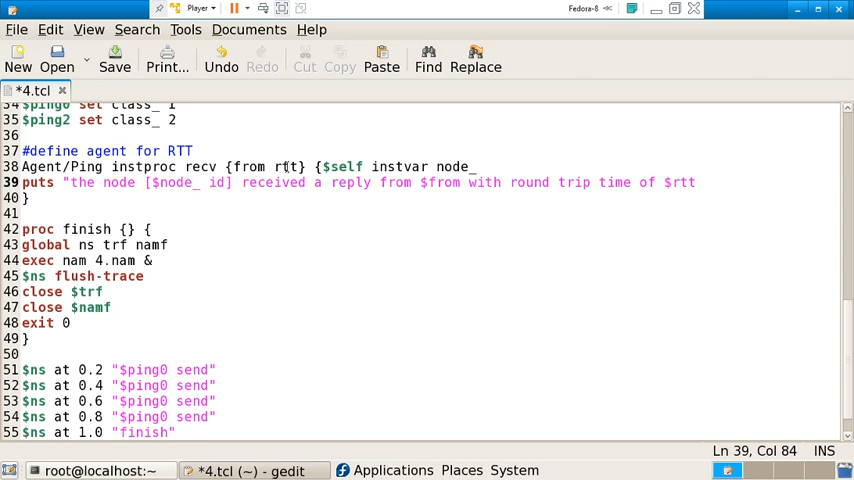 Player
Fedora-8
File Edit View Search Tools Documents Help
New Open Save Print... Undo Redo Cut Copy Paste Find Replace
*4.tcl
34 $ping0 set class_ 1
35 $ping2 set class_ 2
36
37 #define agent for RTT
38 Agent/Ping instproc recv {from rtt} {$self instvar node_
39 puts "the node [$node_ id] received a reply from $from with round trip time of $rtt
40 }
41
42 proc finish {} {
43 global ns trf namf
44 exec nam 4.nam &
45 $ns flush-trace
46 close $trf
47 close $namf
48 exit 0
49 }
50
51 $ns at 0.2 "$ping0 send"
52 $ns at 0.4 "$ping0 send"
53 $ns at 0.6 "$ping0 send"
54 $ns at 0.8 "$ping0 send"
55 $ns at 1.0 "finish"
Ln 39, Col 84 INS
root@localhost:~ *4.tcl (~) - gedit Applications Places System